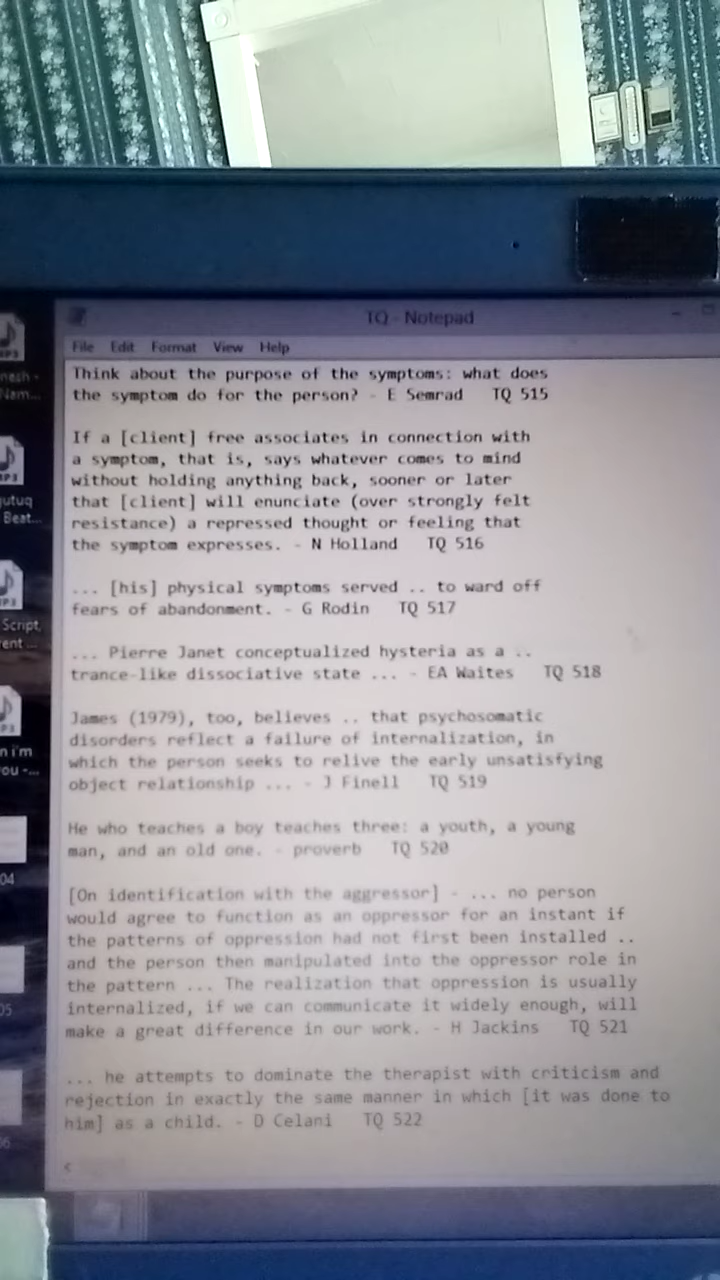 TQ - Notepad
File Edit Format View Help
Think about the purpose of the symptoms: what does
the symptom do for the person? - E Semrad TQ 515
If a [client] free associates in connection with
a symptom, that is, says whatever comes to mind
without holding anything back, sooner or later
that [client] will enunciate (over strongly felt
resistance) a repressed thought or feeling that
the symptom expresses. - N Holland TQ 516
... [his] physical symptoms served .. to ward off
fears of abandonment. - G Rodin TQ 517
... Pierre Janet conceptualized hysteria as a ..
trance-like dissociative state ... - EA Waites TQ 518
James (1979), too, believes .. that psychosomatic
disorders reflect a failure of internalization, in
which the person seeks to relive the early unsatisfying
object relationship ... - J Finell TQ 519
He who teaches a boy teaches three: a youth, a young
man, and an old one. - proverb TQ 520
[On identification with the aggressor] - ... no person
would agree to function as an oppressor for an instant if
the patterns of oppression had not first been installed ..
and the person then manipulated into the oppressor role in
the pattern ... The realization that oppression is usually
internalized, if we can communicate it widely enough, will
make a great difference in our work. - H Jackins TQ 521
... he attempts to dominate the therapist with criticism and
rejection in exactly the same manner in which [it was done to
him] as a child. - D Celani TQ 522
Beat...
Script,
04
05